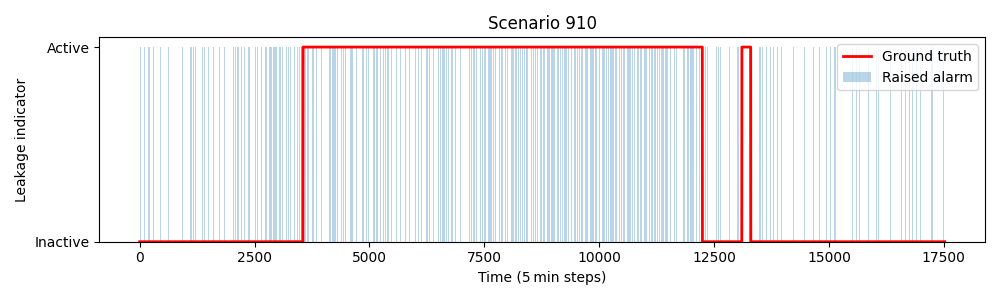 Scenario 910
Active
Leakage indicator
Inactive
Ground truth
Raised alarm
0 2500 5000 7500 10000 12500 15000 17500
Time (5 min steps)